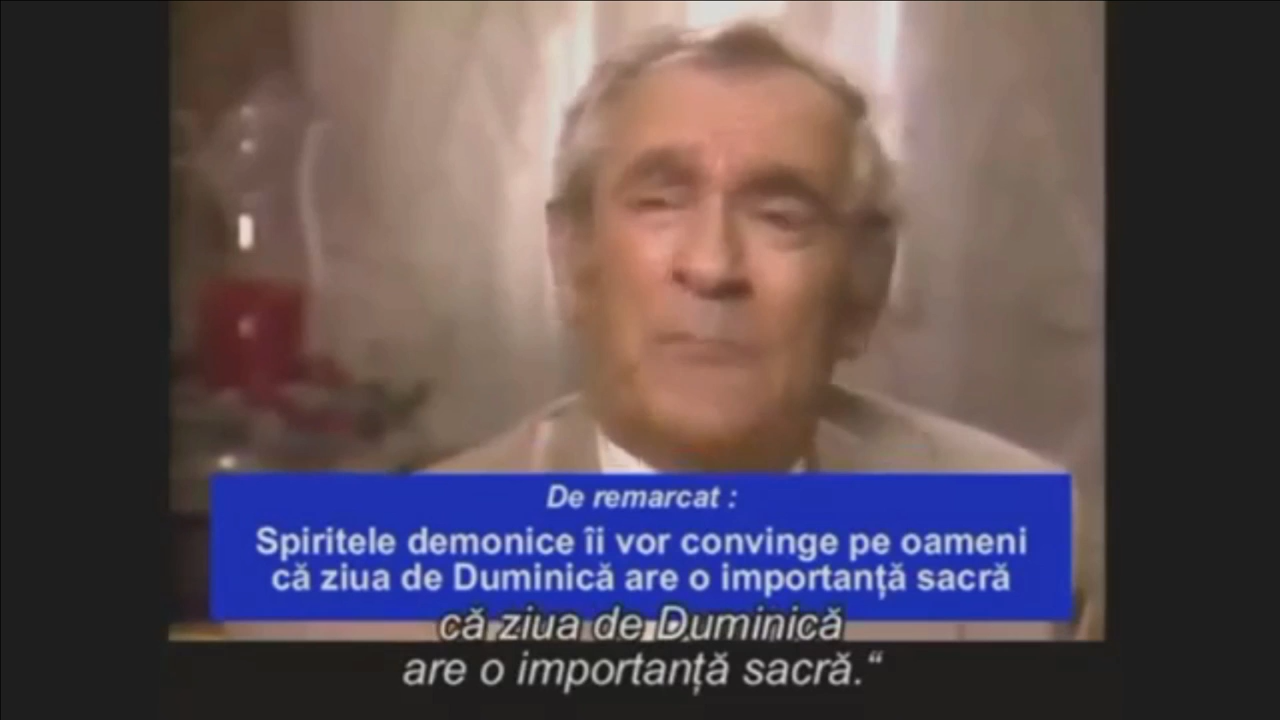 De remarcat :
Spiritele demonice îi vor convinge pe oameni
că ziua de Duminică are o importanță sacră
că ziua de Duminică
are o importanță sacră.“